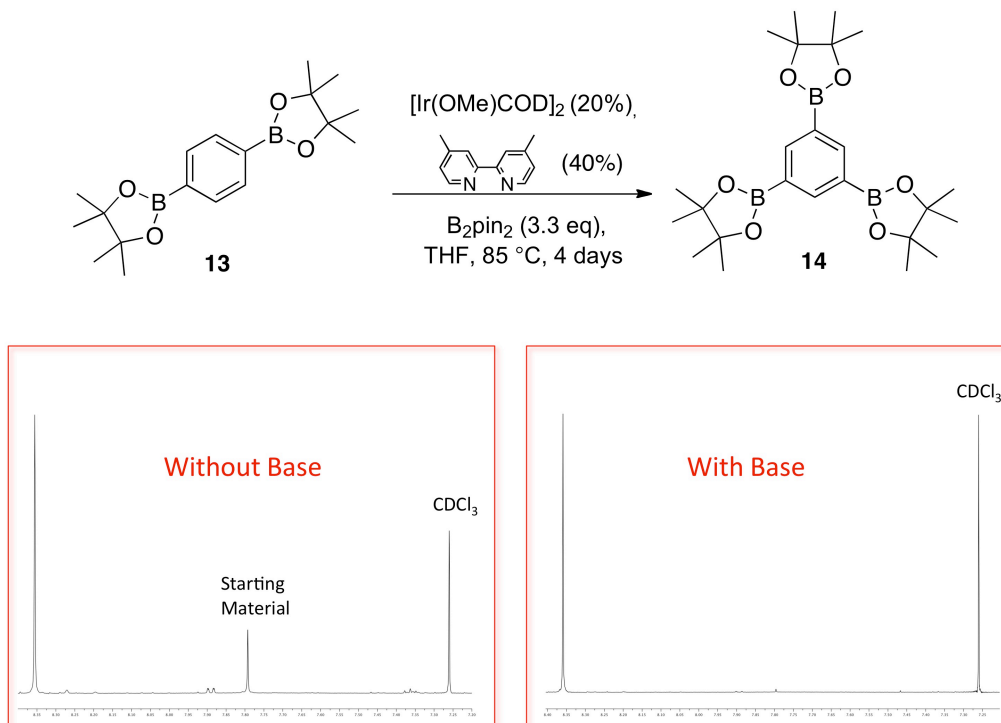 [Ir(OMe)COD]₂ (20%),
(40%)
N N
B₂pin₂ (3.3 eq),
THF, 85 °C, 4 days
O
B
O
O
B
O
13
O O
B
B O
O
O B
O
14
Without Base
CDCl₃
Starting
Material
With Base
CDCl₃